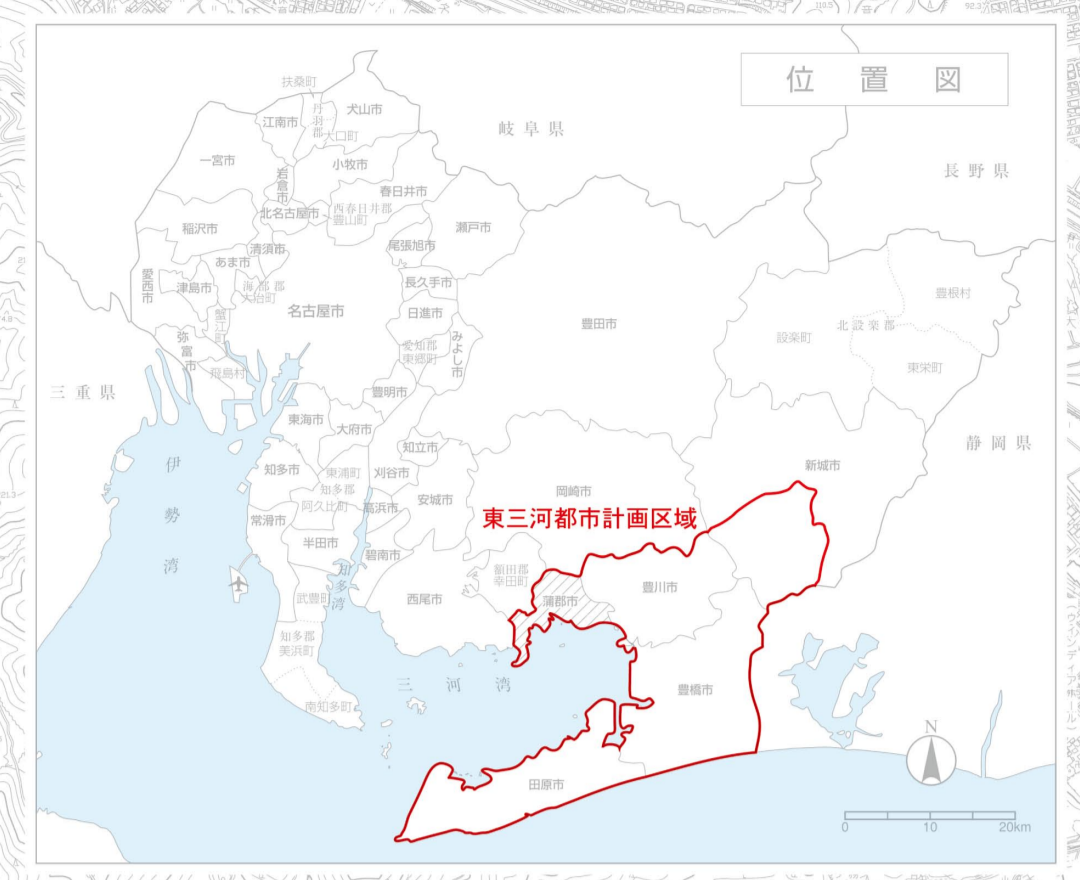 位置図
岐阜県
長野県
三重県
静岡県
扶桑町
丹羽郡
犬山市
江南市
大口町
一宮市
小牧市
岩倉市
春日井市
北名古屋市
西春日井郡
豊山町
瀬戸市
稲沢市
清須市
尾張旭市
あま市
愛西市
津島市
海部郡
大治町
長久手市
名古屋市
蟹江町
日進市
豊田市
みよし市
弥富市
愛知郡
東郷町
飛島村
豊明市
設楽町
北設楽郡
豊根村
東栄町
東海市
大府市
知立市
知多市
東浦町
知多郡
阿久比町
刈谷市
新城市
伊勢湾
高浜市
安城市
岡崎市
常滑市
東三河都市計画区域
半田市
碧南市
知多湾
額田郡
幸田町
武豊町
西尾市
蒲郡市
豊川市
知多郡
美浜町
三河湾
豊橋市
南知多町
田原市
N
0 10 20km
110.5
92.3
21.3